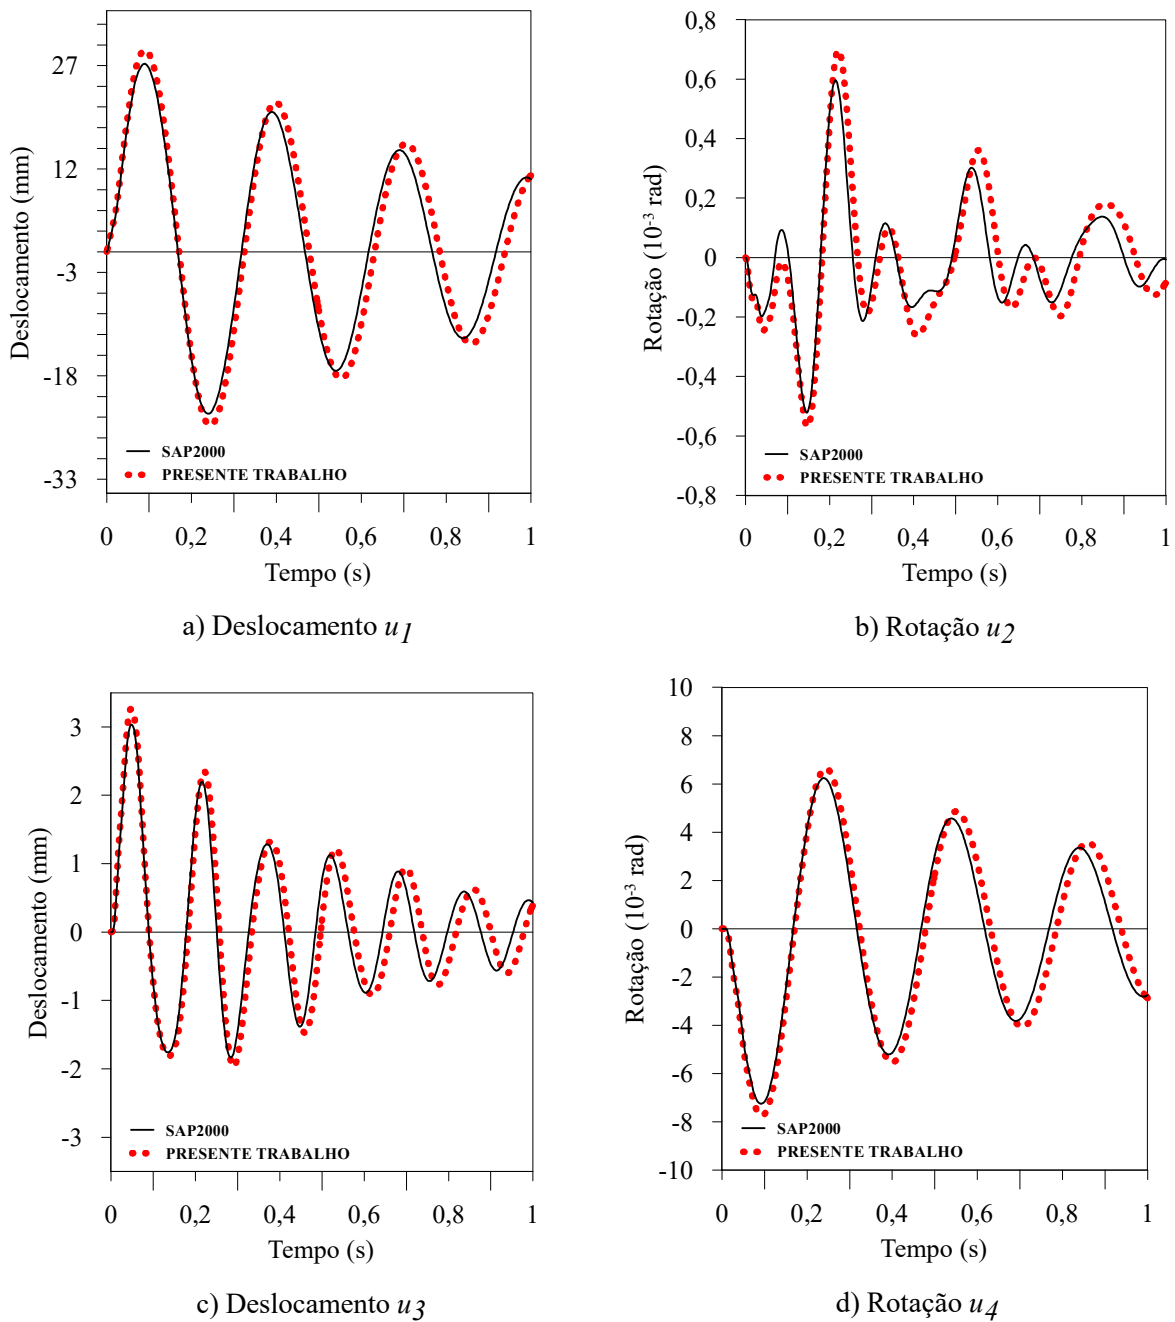 27
12
-3
-18
-33
Deslocamento (mm)
SAP2000
PRESENTE TRABALHO
0 0,2 0,4 0,6 0,8 1
Tempo (s)
a) Deslocamento u1
0,8
0,6
0,4
0,2
0
-0,2
-0,4
-0,6
-0,8
Rotação (10-3 rad)
SAP2000
PRESENTE TRABALHO
0 0,2 0,4 0,6 0,8 1
Tempo (s)
b) Rotação u2
3
2
1
0
-1
-2
-3
Deslocamento (mm)
SAP2000
PRESENTE TRABALHO
0 0,2 0,4 0,6 0,8 1
Tempo (s)
c) Deslocamento u3
10
8
6
4
2
0
-2
-4
-6
-8
-10
Rotação (10-3 rad)
SAP2000
PRESENTE TRABALHO
0 0,2 0,4 0,6 0,8 1
Tempo (s)
d) Rotação u4